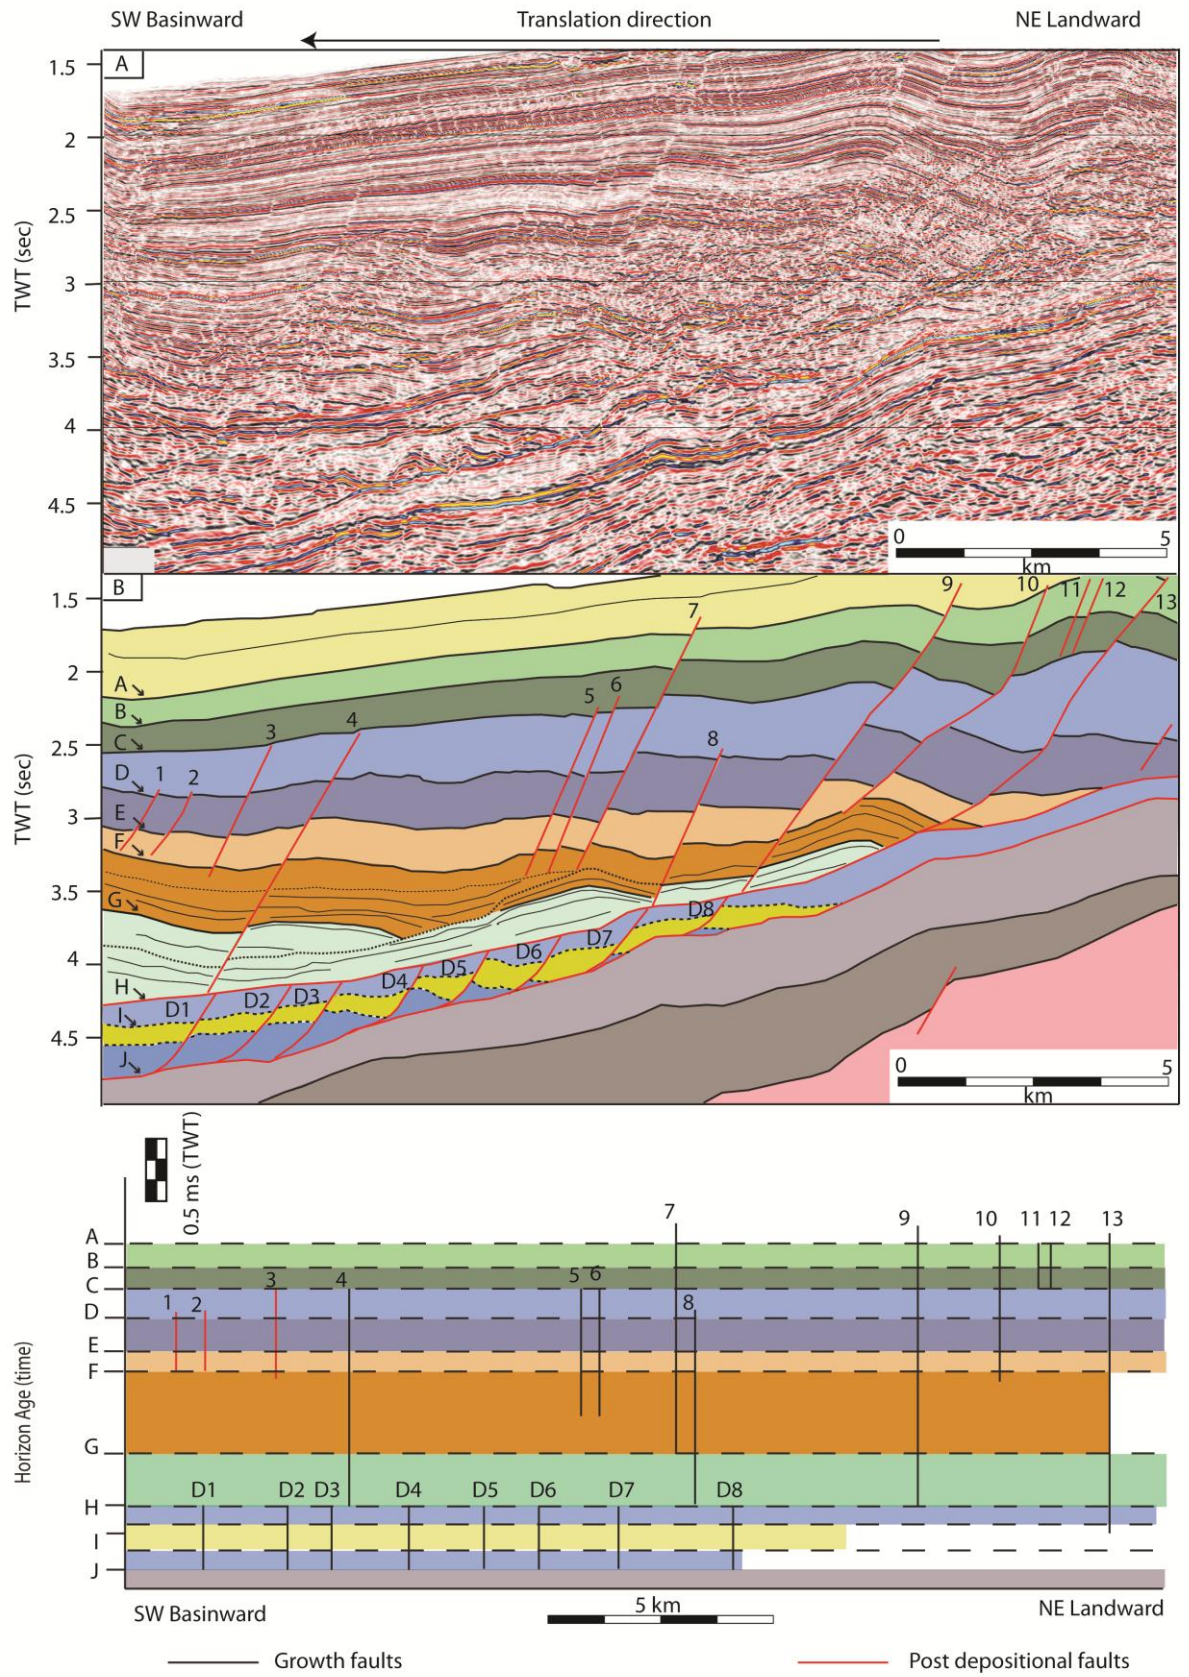 SW Basinward Translation direction NE Landward
A
1.5
2
2.5
3
3.5
4
4.5
TWT (sec)
0 5
km
B
1.5
2
2.5
3
3.5
4
4.5
TWT (sec)
9 10 11 12 13
7
A
B
C
D
E
F
G
H
I
J
1 2 3 4 5 6 8
D1 D2 D3 D4 D5 D6 D7 D8
0 5
km
0.5 ms (TWT)
7 9 10 11 12 13
A
B
C
D
E
F
G
H
I
J
Horizon Age (time)
1 2 3 4 5 6 8
D1 D2 D3 D4 D5 D6 D7 D8
SW Basinward 5 km NE Landward
Growth faults Post depositional faults